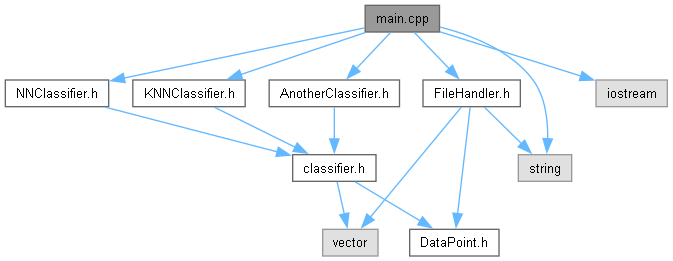 main.cpp
NNClassifier.h
KNNClassifier.h
AnotherClassifier.h
FileHandler.h
iostream
classifier.h
string
vector
DataPoint.h